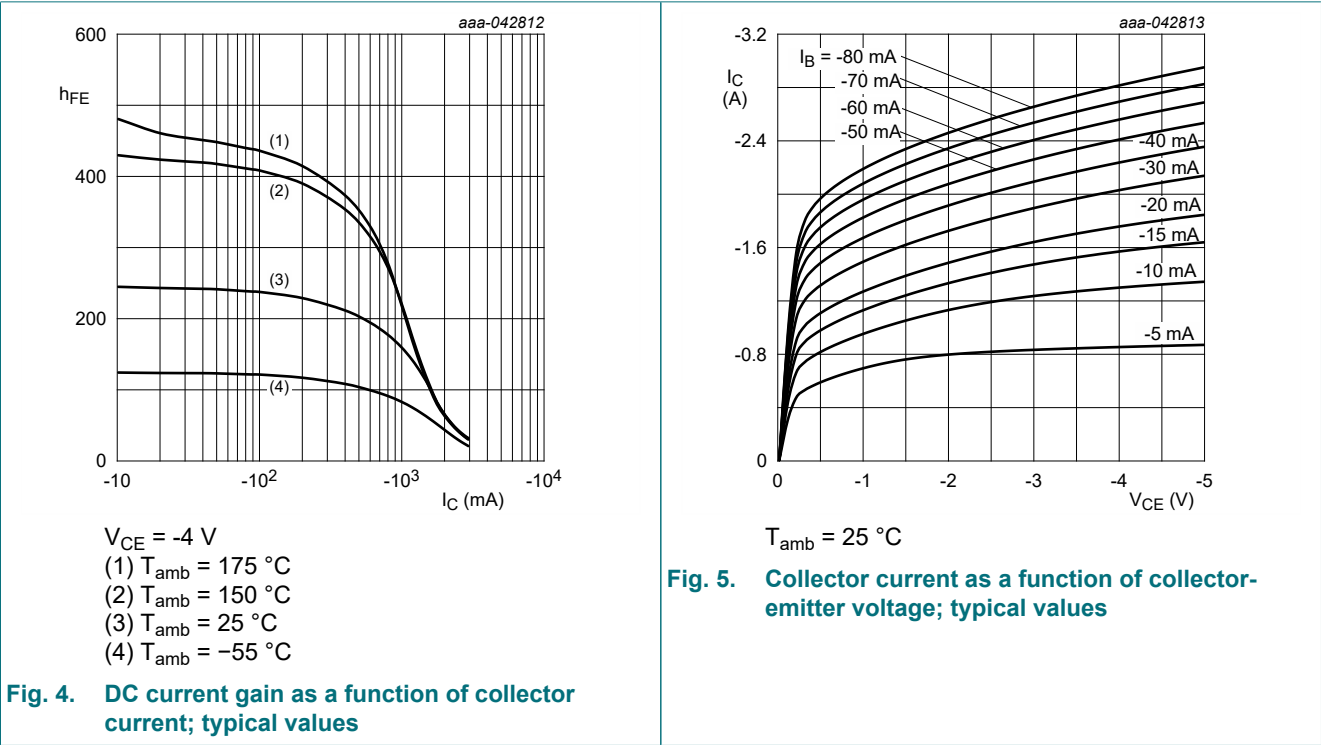 aaa-042812
600
hFE
(1)
400
(2)
(3)
200
(4)
0
-10
-10²
-10³
-10⁴
IC (mA)
VCE = -4 V
(1) Tamb = 175 °C
(2) Tamb = 150 °C
(3) Tamb = 25 °C
(4) Tamb = −55 °C
Fig. 4. DC current gain as a function of collector
current; typical values
aaa-042813
-3.2
IC
(A)
IB = -80 mA
-70 mA
-60 mA
-50 mA
-2.4
-40 mA
-30 mA
-20 mA
-1.6
-15 mA
-10 mA
-0.8
-5 mA
0
0
-1
-2
-3
-4
-5
VCE (V)
Tamb = 25 °C
Fig. 5. Collector current as a function of collector-
emitter voltage; typical values